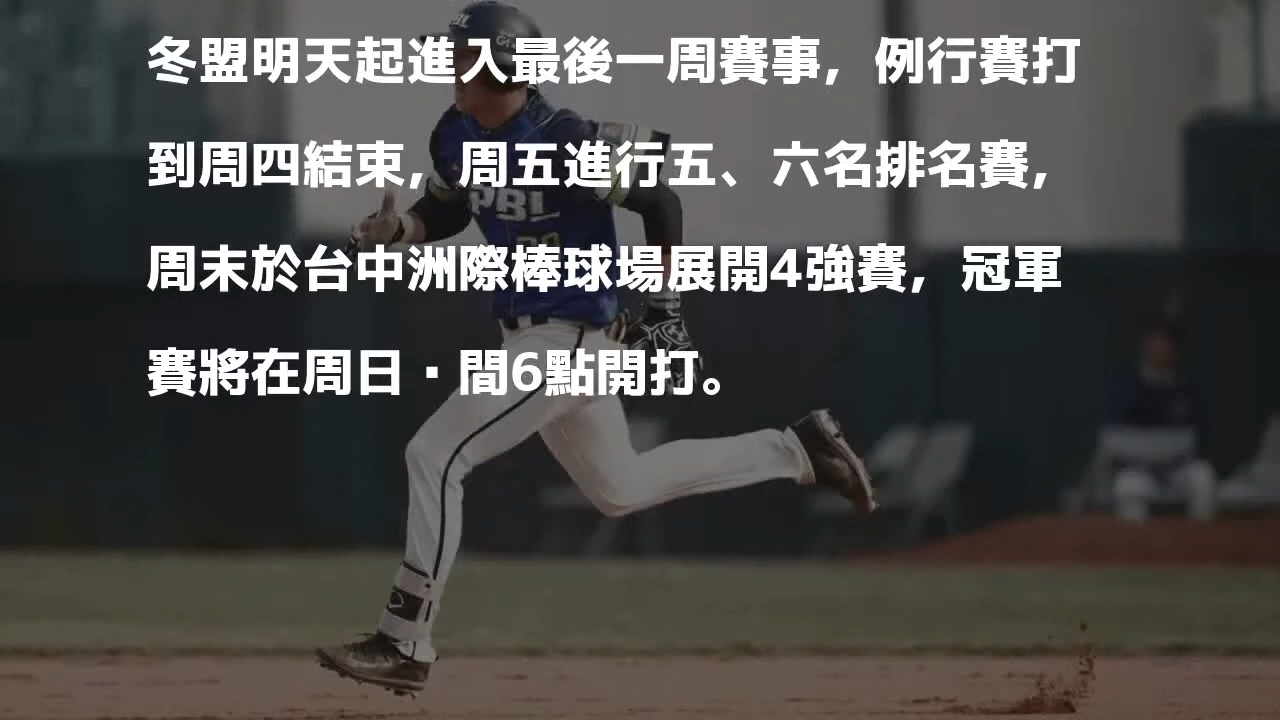 冬盟明天起進入最後一周賽事，例行賽打
到周四結束，周五進行五、六名排名賽，
周末於台中洲際棒球場展開4強賽，冠軍
賽將在周日▪間6點開打。
PBL